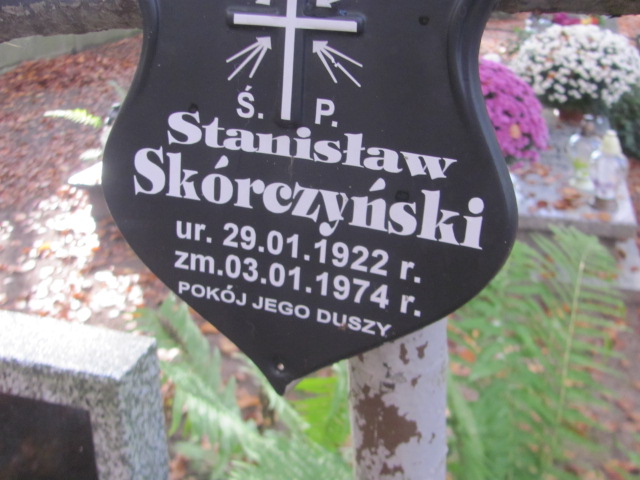 Ś. P.
Stanisław
Skórczyński
ur. 29.01.1922 r.
zm.03.01.1974 r.
POKÓJ JEGO DUSZY